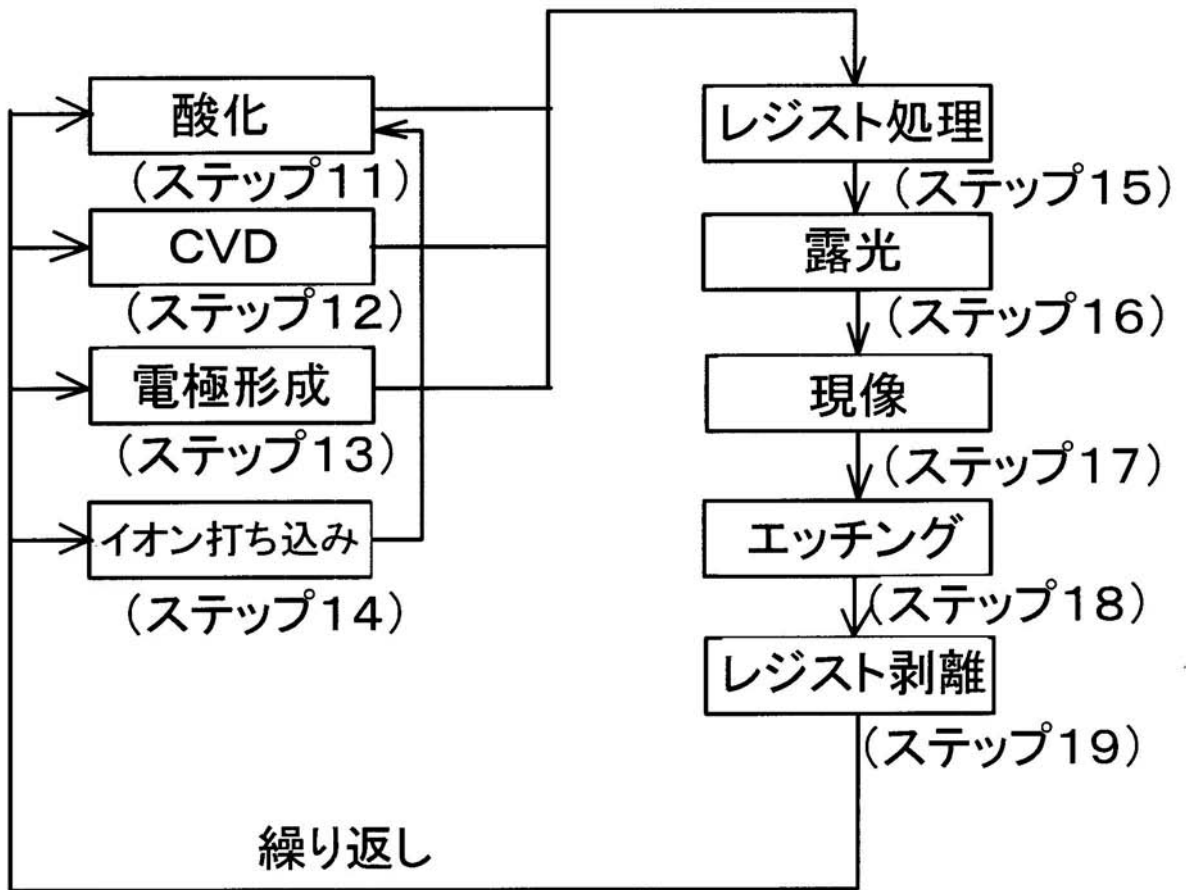 酸化
(ステップ11)
CVD
(ステップ12)
電極形成
(ステップ13)
イオン打ち込み
(ステップ14)
レジスト処理
(ステップ15)
露光
(ステップ16)
現像
(ステップ17)
エッチング
(ステップ18)
レジスト剥離
(ステップ19)
繰り返し